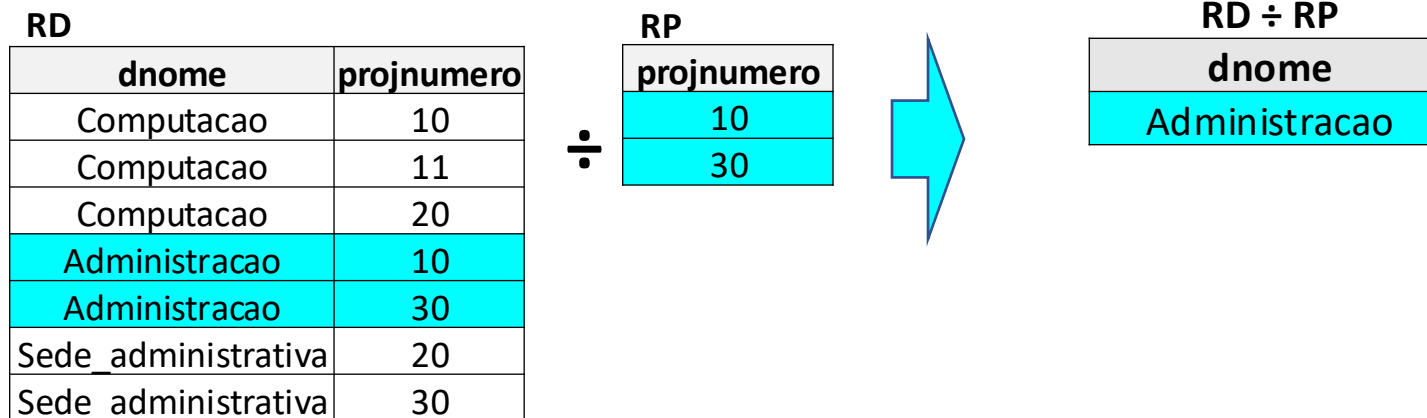 RD
dnome projnumero
Computacao 10
Computacao 11
Computacao 20
Administracao 10
Administracao 30
Sede_administrativa 20
Sede_administrativa 30
÷
RP
projnumero
10
30
RD ÷ RP
dnome
Administracao